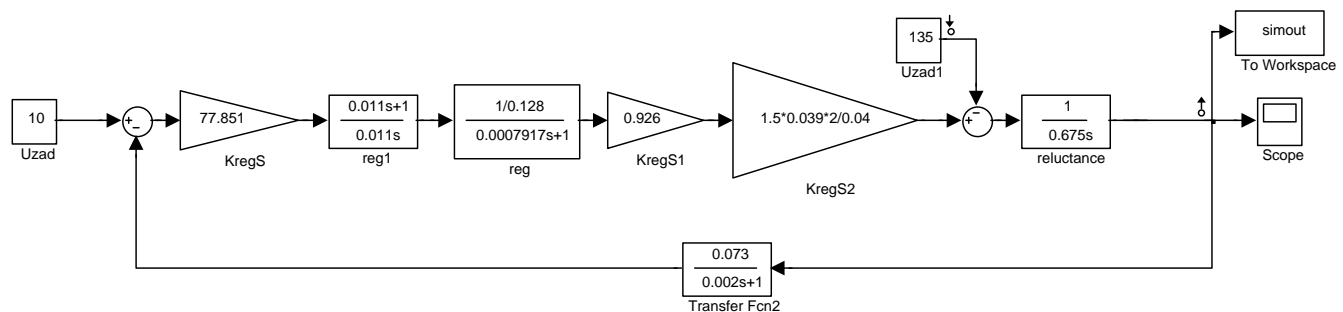 135
Uzad1
simout
To Workspace
10
Uzad
+
−
77.851
KregS
0.011s+1
0.011s
reg1
1/0.128
0.0007917s+1
reg
0.926
KregS1
1.5*0.039*2/0.04
KregS2
−
+
1
0.675s
reluctance
Scope
0.073
0.002s+1
Transfer Fcn2